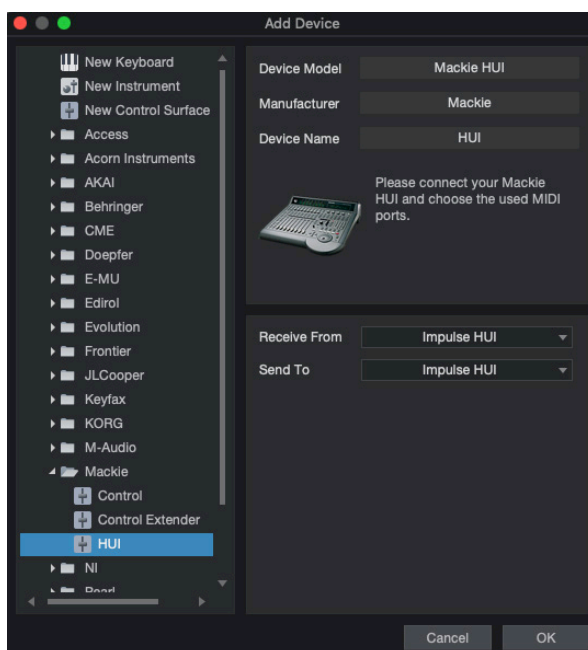 Add Device
New Keyboard
New Instrument
New Control Surface
Access
Acorn Instruments
AKAI
Behringer
CME
Doepfer
E-MU
Edirol
Evolution
Frontier
JLCooper
Keyfax
KORG
M-Audio
Mackie
Control
Control Extender
HUI
NI
Pearl
Device Model Mackie HUI
Manufacturer Mackie
Device Name HUI
Please connect your Mackie
HUI and choose the used MIDI
ports.
Receive From Impulse HUI
Send To Impulse HUI
Cancel OK